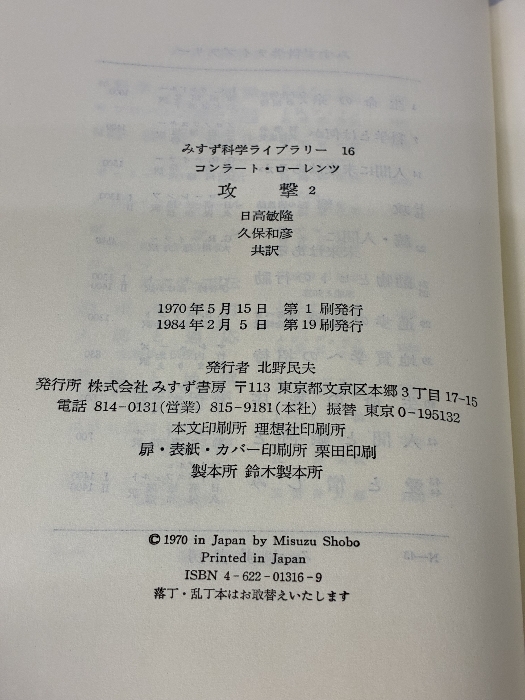 みすず科学ライブラリー 16
コンラート・ローレンツ
攻撃 2
日高敏隆
久保和彦
共訳
1970年5月15日 第1刷発行
1984年2月5日 第19刷発行
発行者 北野民夫
発行所 株式会社 みすず書房 〒113 東京都文京区本郷3丁目17-15
電話 814-0131(営業) 815-9181(本社) 振替 東京0-195132
本文印刷所 理想社印刷所
扉・表紙・カバー印刷所 栗田印刷
製本所 鈴木製本所
© 1970 in Japan by Misuzu Shobo
Printed in Japan
ISBN 4-622-01316-9
落丁・乱丁本はお取替えいたします